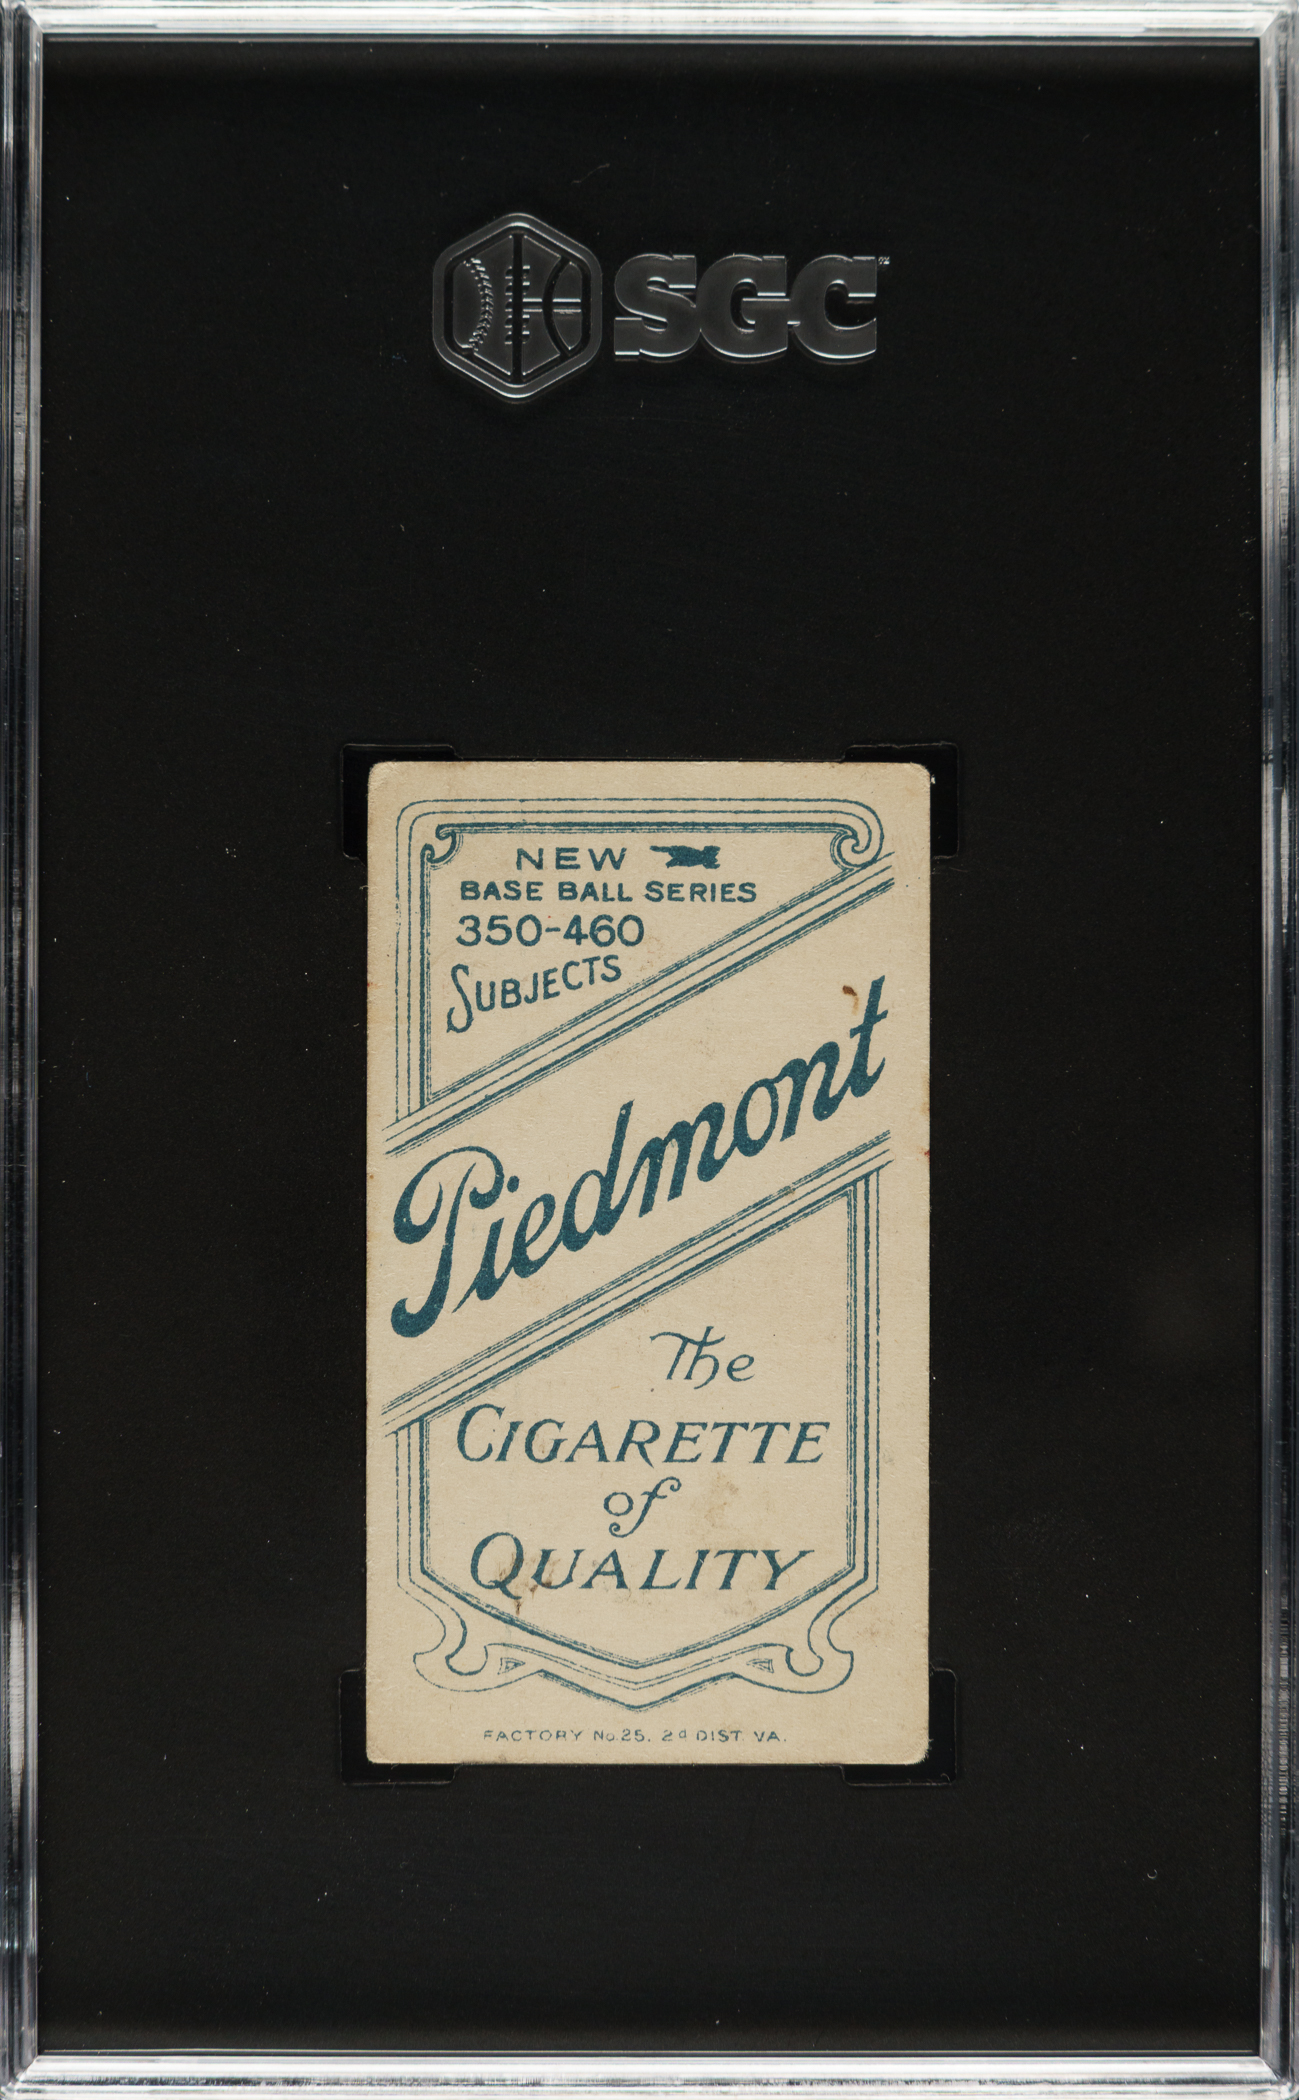 SGC
NEW
BASE BALL SERIES
350-460
SUBJECTS
Piedmont
The
CIGARETTE
of
QUALITY
FACTORY No. 25. 2d DIST. VA.